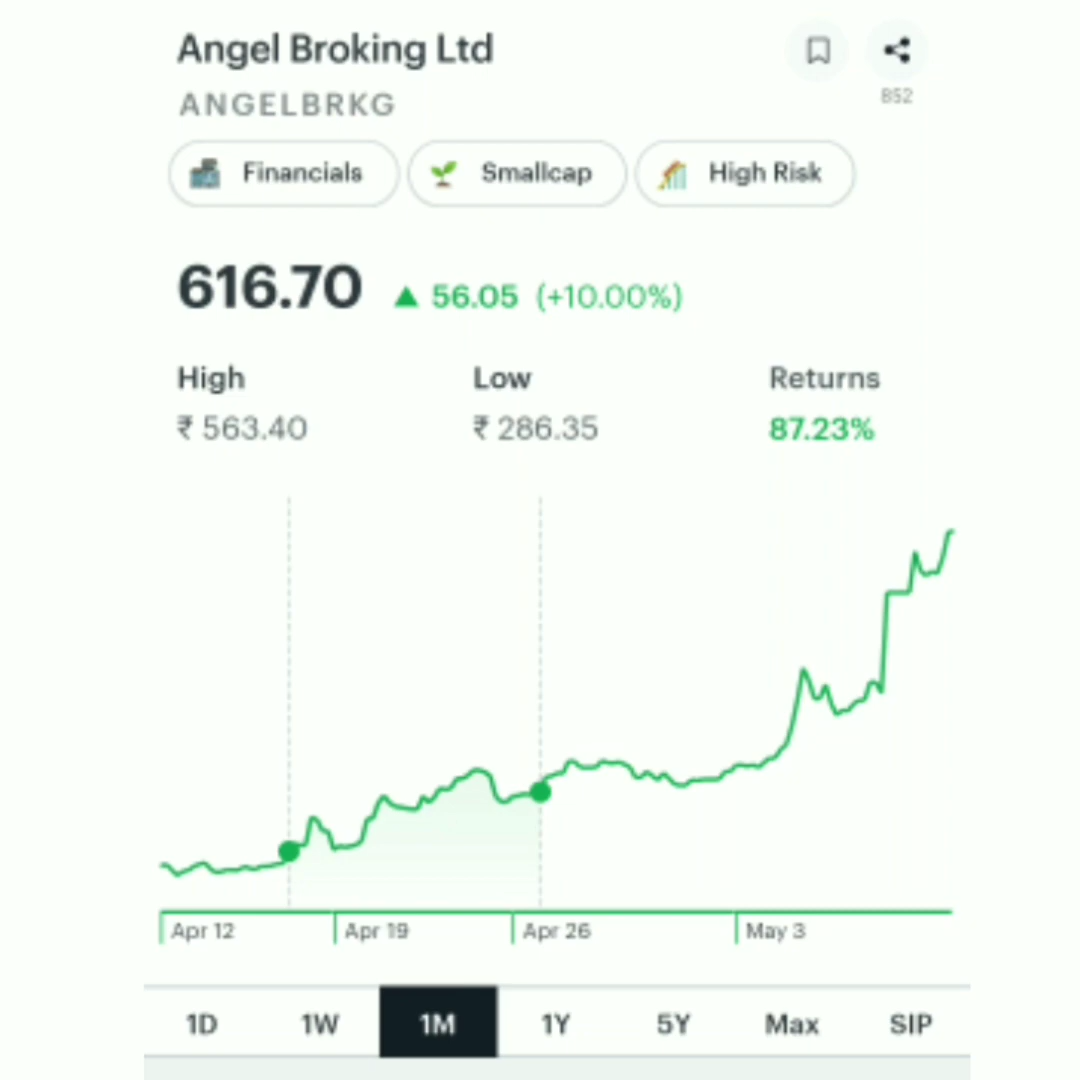 Angel Broking Ltd
ANGELBRKG
852
Financials Smallcap High Risk
616.70 ▲ 56.05 (+10.00%)
High Low Returns
₹ 563.40 ₹ 286.35 87.23%
Apr 12 Apr 19 Apr 26 May 3
1D 1W 1M 1Y 5Y Max SIP